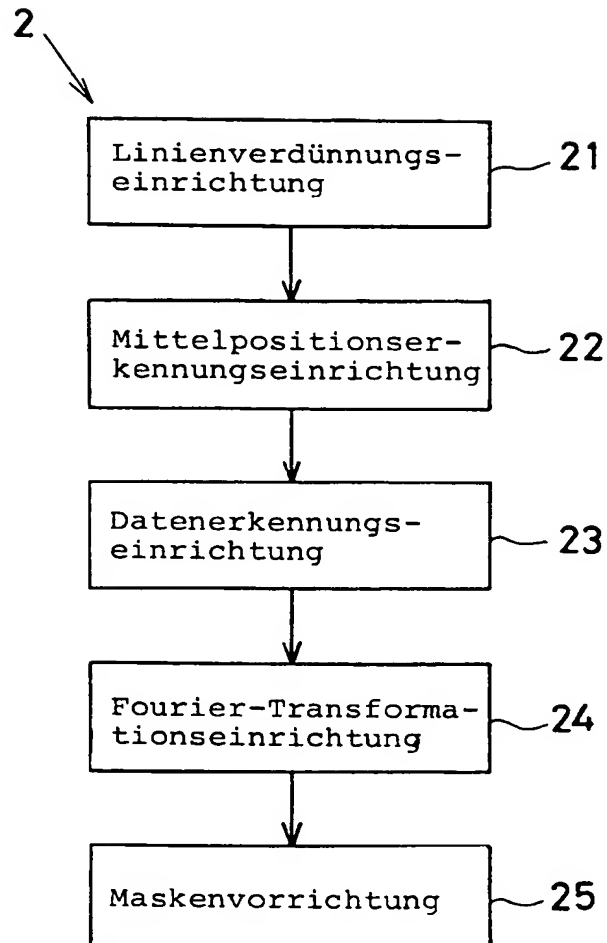 2
Linienverdünnungs-
einrichtung
21
Mittelpositionser-
kennungseinrichtung
22
Datenerkennungs-
einrichtung
23
Fourier-Transforma-
tionseinrichtung
24
Maskenvorrichtung
25